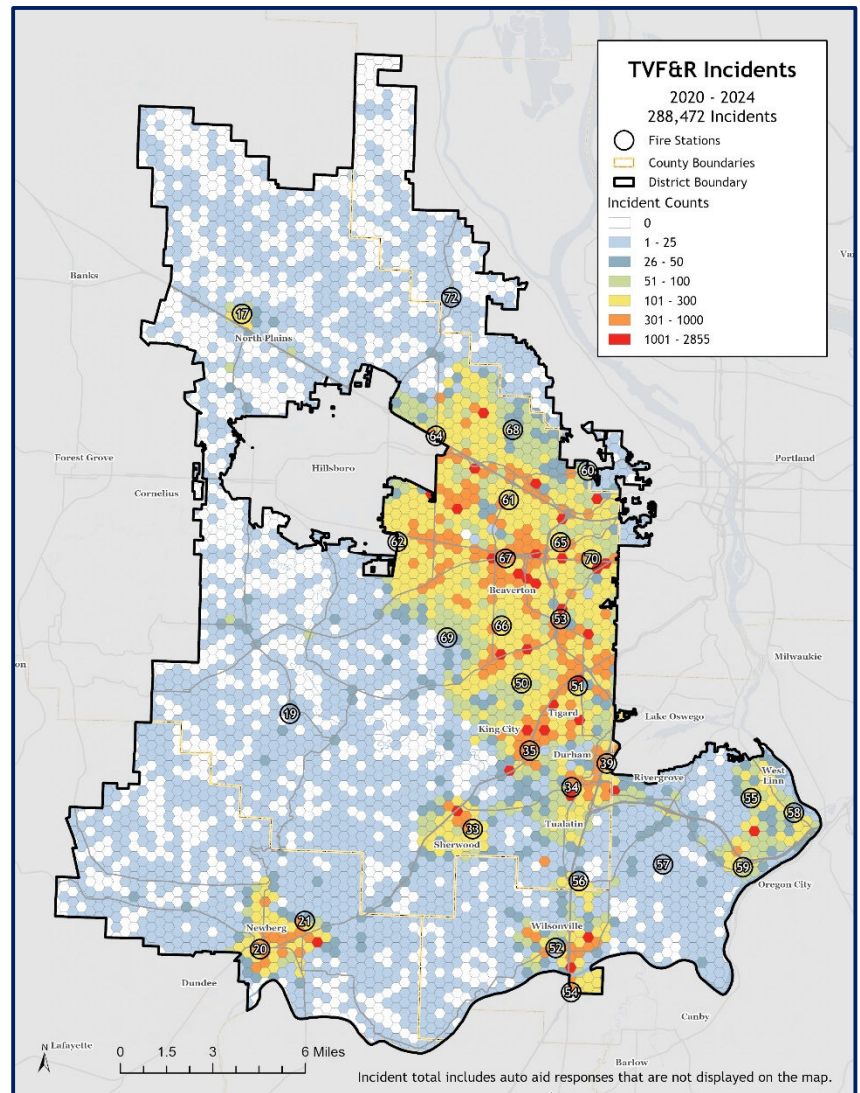 TVF&R Incidents
2020 - 2024
288,472 Incidents
Fire Stations
County Boundaries
District Boundary
Incident Counts
0
1 - 25
26 - 50
51 - 100
101 - 300
301 - 1000
1001 - 2855
Banks
72
17
North Plains
68
64
60
Forest Grove
Hillsboro
Portland
Cornelius
61
62
65
67
70
Beaverton
53
66
69
Milwaukie
50
51
19
Tigard
Lake Oswego
King City
35
Durham
39
Rivergrove
West
Linn
34
55
58
Tualatin
33
Sherwood
57
59
56
Oregon City
21
Newberg
Wilsonville
20
52
Dundee
54
Canby
Lafayette
N
0 1.5 3 6 Miles
Barlow
Incident total includes auto aid responses that are not displayed on the map.